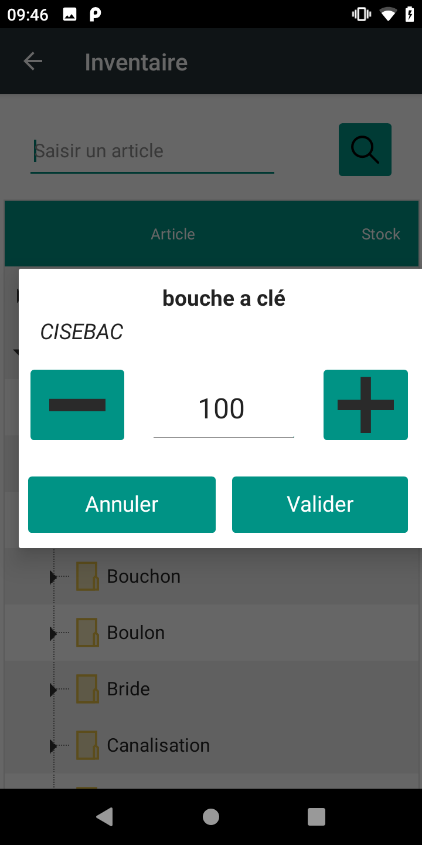 09:46
Inventaire
Saisir un article
Article Stock
bouche a clé
CISEBAC
100
Annuler Valider
Bouchon
Boulon
Bride
Canalisation